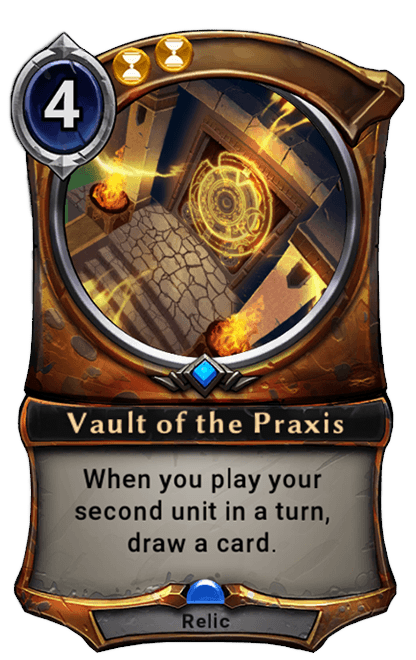 4
Vault of the Praxis
When you play your
second unit in a turn,
draw a card.
Relic